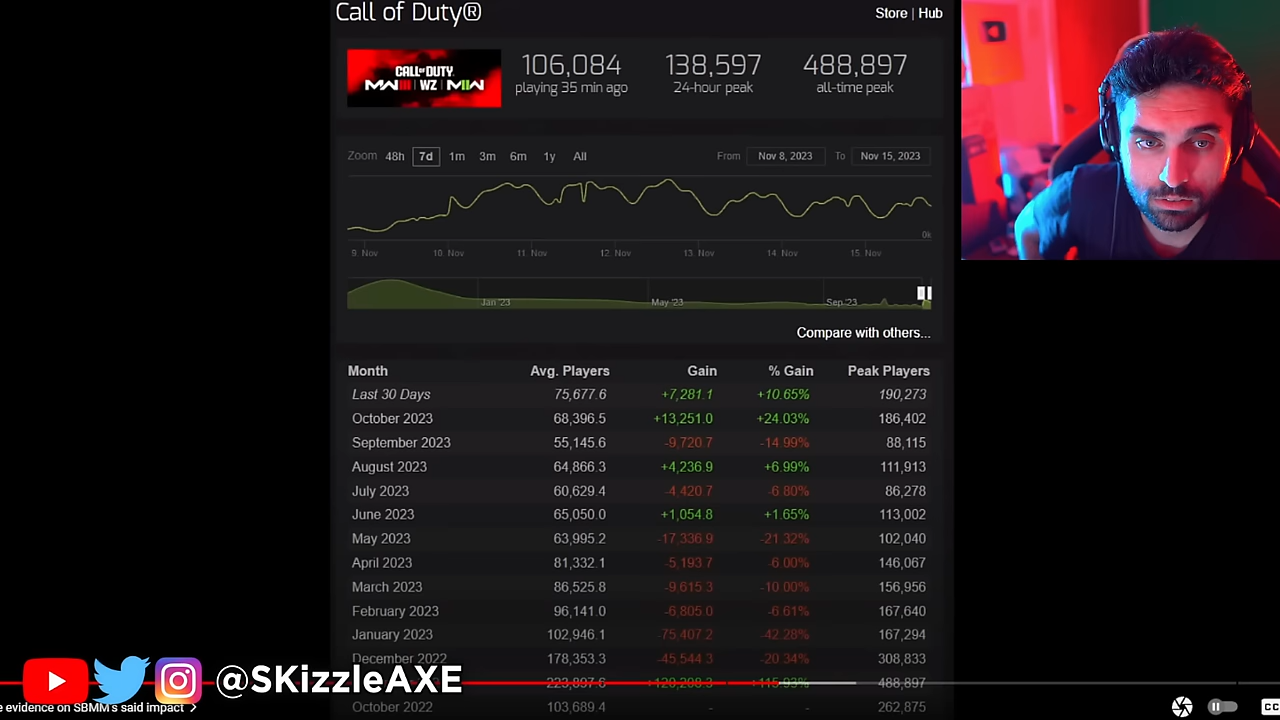 Call of Duty®
Store | Hub
CALL OF DUTY
MWIII | WZ | MWII
106,084
playing 35 min ago
138,597
24-hour peak
488,897
all-time peak
Zoom 48h 7d 1m 3m 6m 1y All
From Nov 8, 2023 To Nov 15, 2023
0k
9. Nov 10. Nov 11. Nov 12. Nov 13. Nov 14. Nov 15. Nov
Jan '23 May '23 Sep '23
Compare with others...
Month Avg. Players Gain % Gain Peak Players
Last 30 Days 75,677.6 +7,281.1 +10.65% 190,273
October 2023 68,396.5 +13,251.0 +24.03% 186,402
September 2023 55,145.6 -9,720.7 -14.99% 88,115
August 2023 64,866.3 +4,236.9 +6.99% 111,913
July 2023 60,629.4 -4,420.7 -6.80% 86,278
June 2023 65,050.0 +1,054.8 +1.65% 113,002
May 2023 63,995.2 -17,336.9 -21.32% 102,040
April 2023 81,332.1 -5,193.7 -6.00% 146,067
March 2023 86,525.8 -9,615.3 -10.00% 156,956
February 2023 96,141.0 -6,805.0 -6.61% 167,640
January 2023 102,946.1 -75,407.2 -42.28% 167,294
December 2022 178,353.3 -45,544.3 -20.34% 308,833
223,897.6 +120,208.3 +115.93% 488,897
October 2022 103,689.4 - - 262,875
@SKizzleAXE
e evidence on SBMM's said impact >
CC